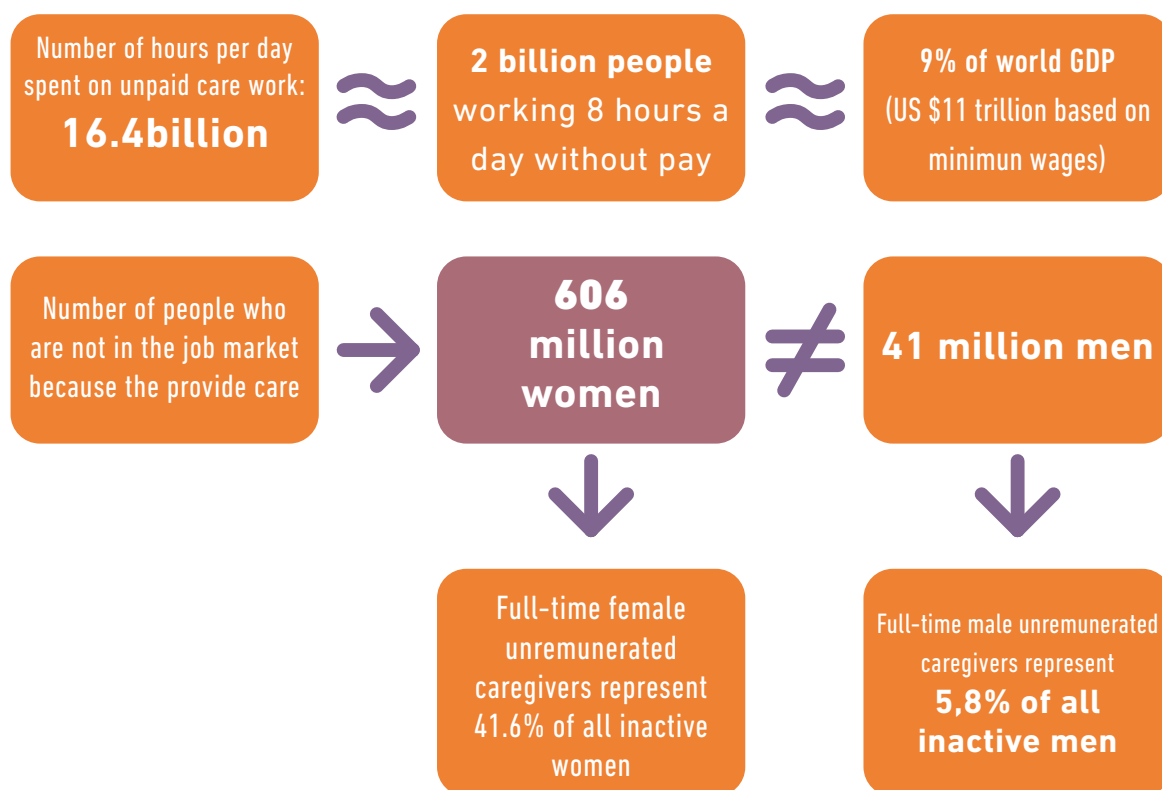 Number of hours per day
spent on unpaid care work:
16.4billion
2 billion people
working 8 hours a
day without pay
9% of world GDP
(US $11 trillion based on
minimun wages)
Number of people who
are not in the job market
because the provide care
606
million
women
41 million men
Full-time female
unremunerated
caregivers represent
41.6% of all inactive
women
Full-time male unremunerated
caregivers represent
5,8% of all
inactive men